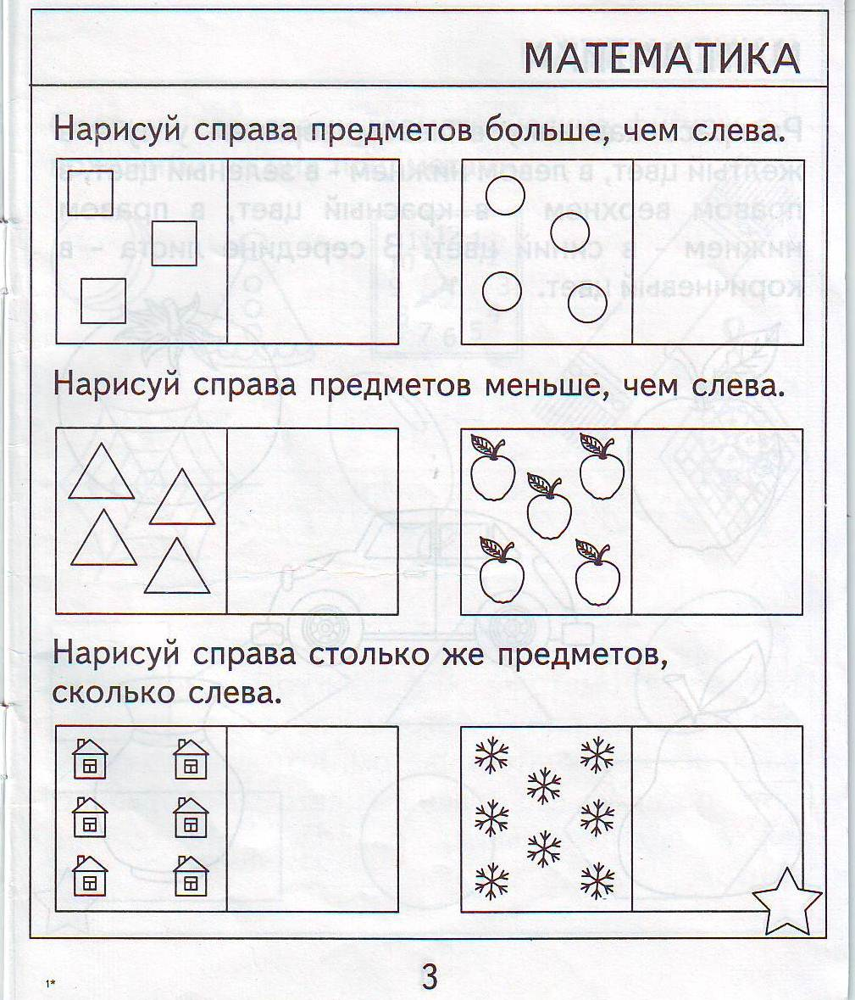 МАТЕМАТИКА
Нарисуй справа предметов больше, чем слева.
Нарисуй справа предметов меньше, чем слева.
Нарисуй справа столько же предметов,
сколько слева.
3
1*